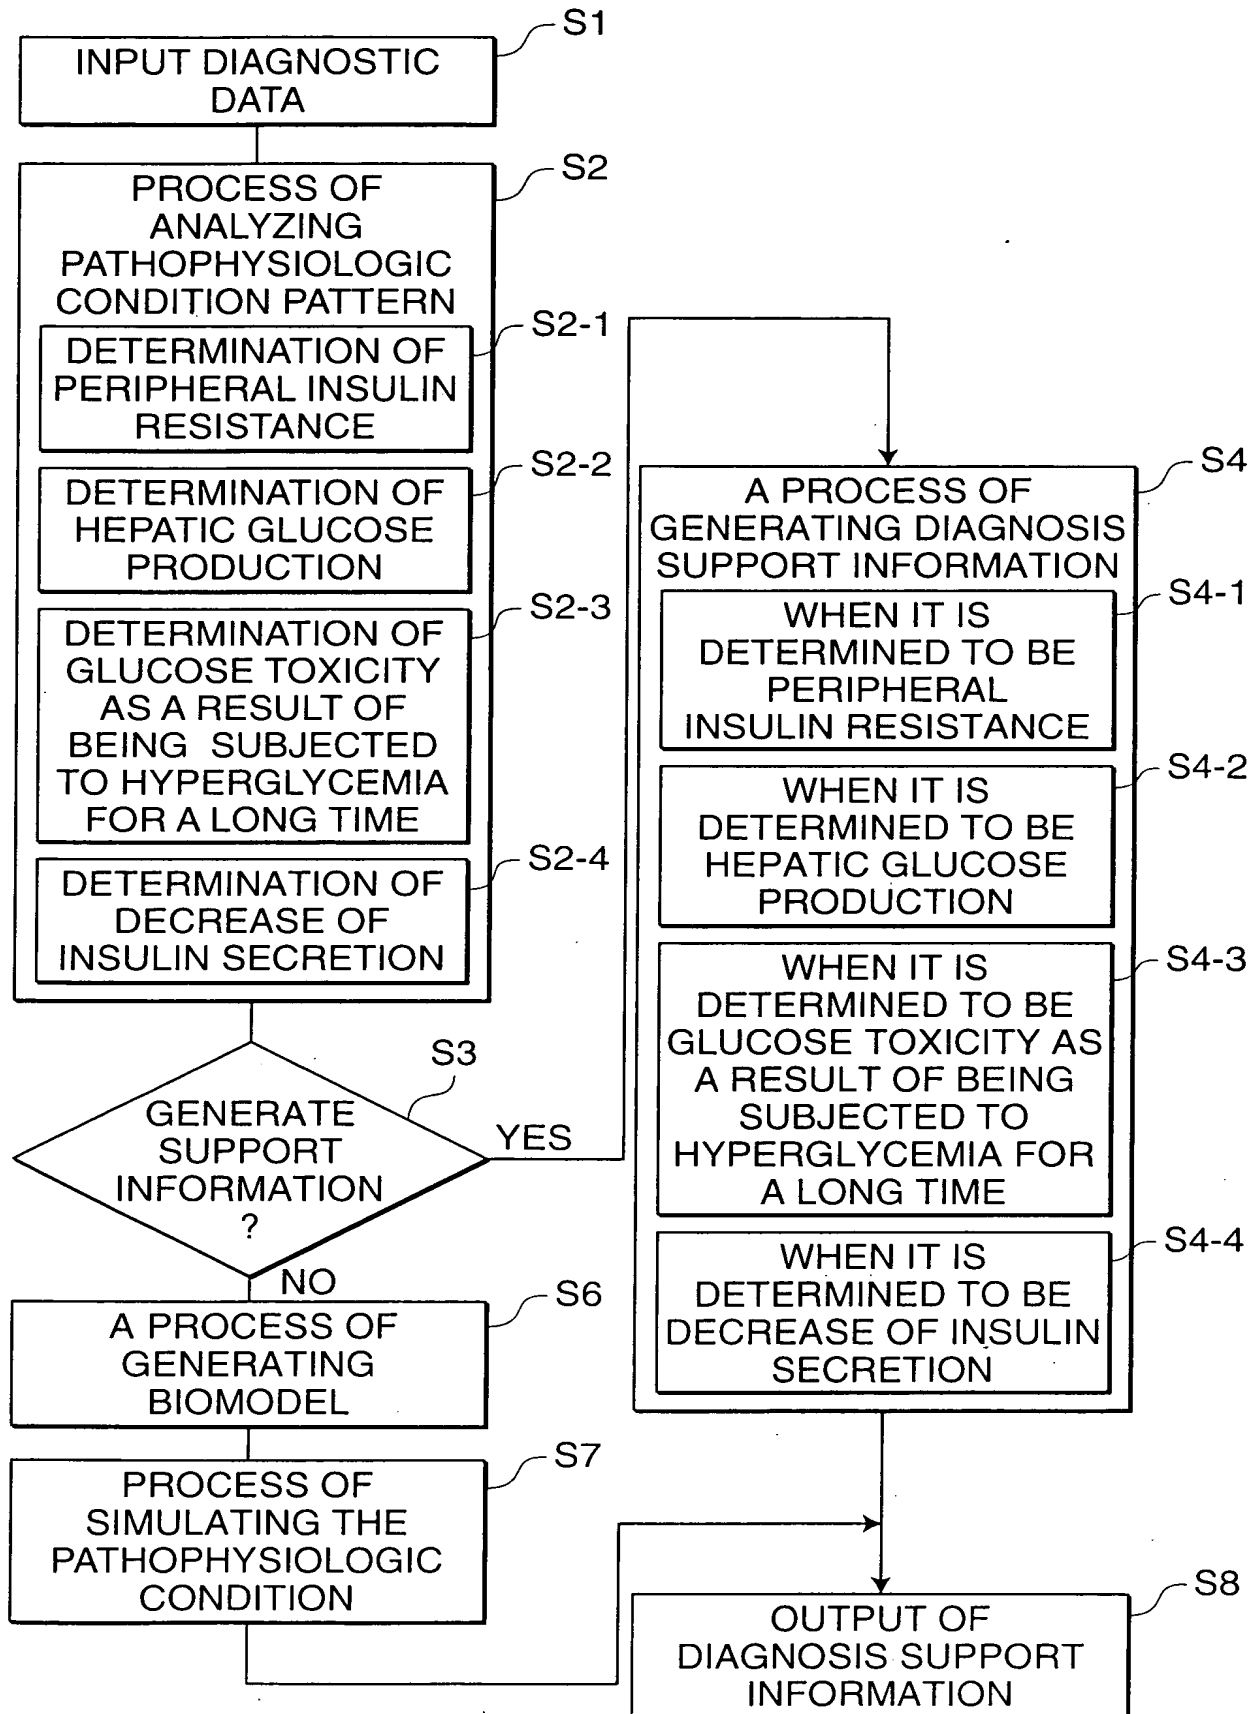 S1
INPUT DIAGNOSTIC
DATA
S2
PROCESS OF
ANALYZING
PATHOPHYSIOLOGIC
CONDITION PATTERN
S2-1
DETERMINATION OF
PERIPHERAL INSULIN
RESISTANCE
S2-2
DETERMINATION OF
HEPATIC GLUCOSE
PRODUCTION
S2-3
DETERMINATION OF
GLUCOSE TOXICITY
AS A RESULT OF
BEING SUBJECTED
TO HYPERGLYCEMIA
FOR A LONG TIME
S2-4
DETERMINATION OF
DECREASE OF
INSULIN SECRETION
S3
GENERATE
SUPPORT
INFORMATION
?
YES
NO
S6
A PROCESS OF
GENERATING
BIOMODEL
S7
PROCESS OF
SIMULATING THE
PATHOPHYSIOLOGIC
CONDITION
S4
A PROCESS OF
GENERATING DIAGNOSIS
SUPPORT INFORMATION
S4-1
WHEN IT IS
DETERMINED TO BE
PERIPHERAL
INSULIN RESISTANCE
S4-2
WHEN IT IS
DETERMINED TO BE
HEPATIC GLUCOSE
PRODUCTION
S4-3
WHEN IT IS
DETERMINED TO BE
GLUCOSE TOXICITY AS
A RESULT OF BEING
SUBJECTED TO
HYPERGLYCEMIA FOR
A LONG TIME
S4-4
WHEN IT IS
DETERMINED TO BE
DECREASE OF INSULIN
SECRETION
S8
OUTPUT OF
DIAGNOSIS SUPPORT
INFORMATION